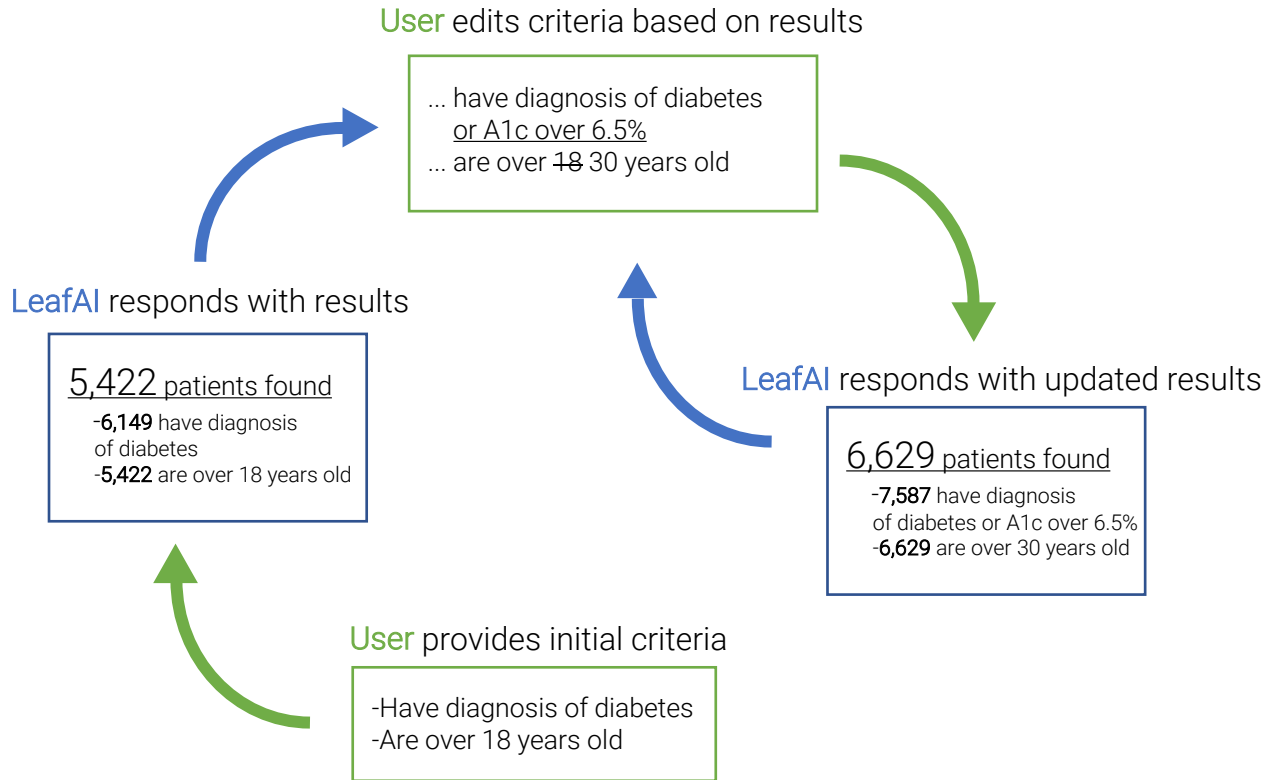 User edits criteria based on results
... have diagnosis of diabetes
or A1c over 6.5%
... are over 18 30 years old
LeafAI responds with results
5,422 patients found
-6,149 have diagnosis
of diabetes
-5,422 are over 18 years old
LeafAI responds with updated results
6,629 patients found
-7,587 have diagnosis
of diabetes or A1c over 6.5%
-6,629 are over 30 years old
User provides initial criteria
-Have diagnosis of diabetes
-Are over 18 years old